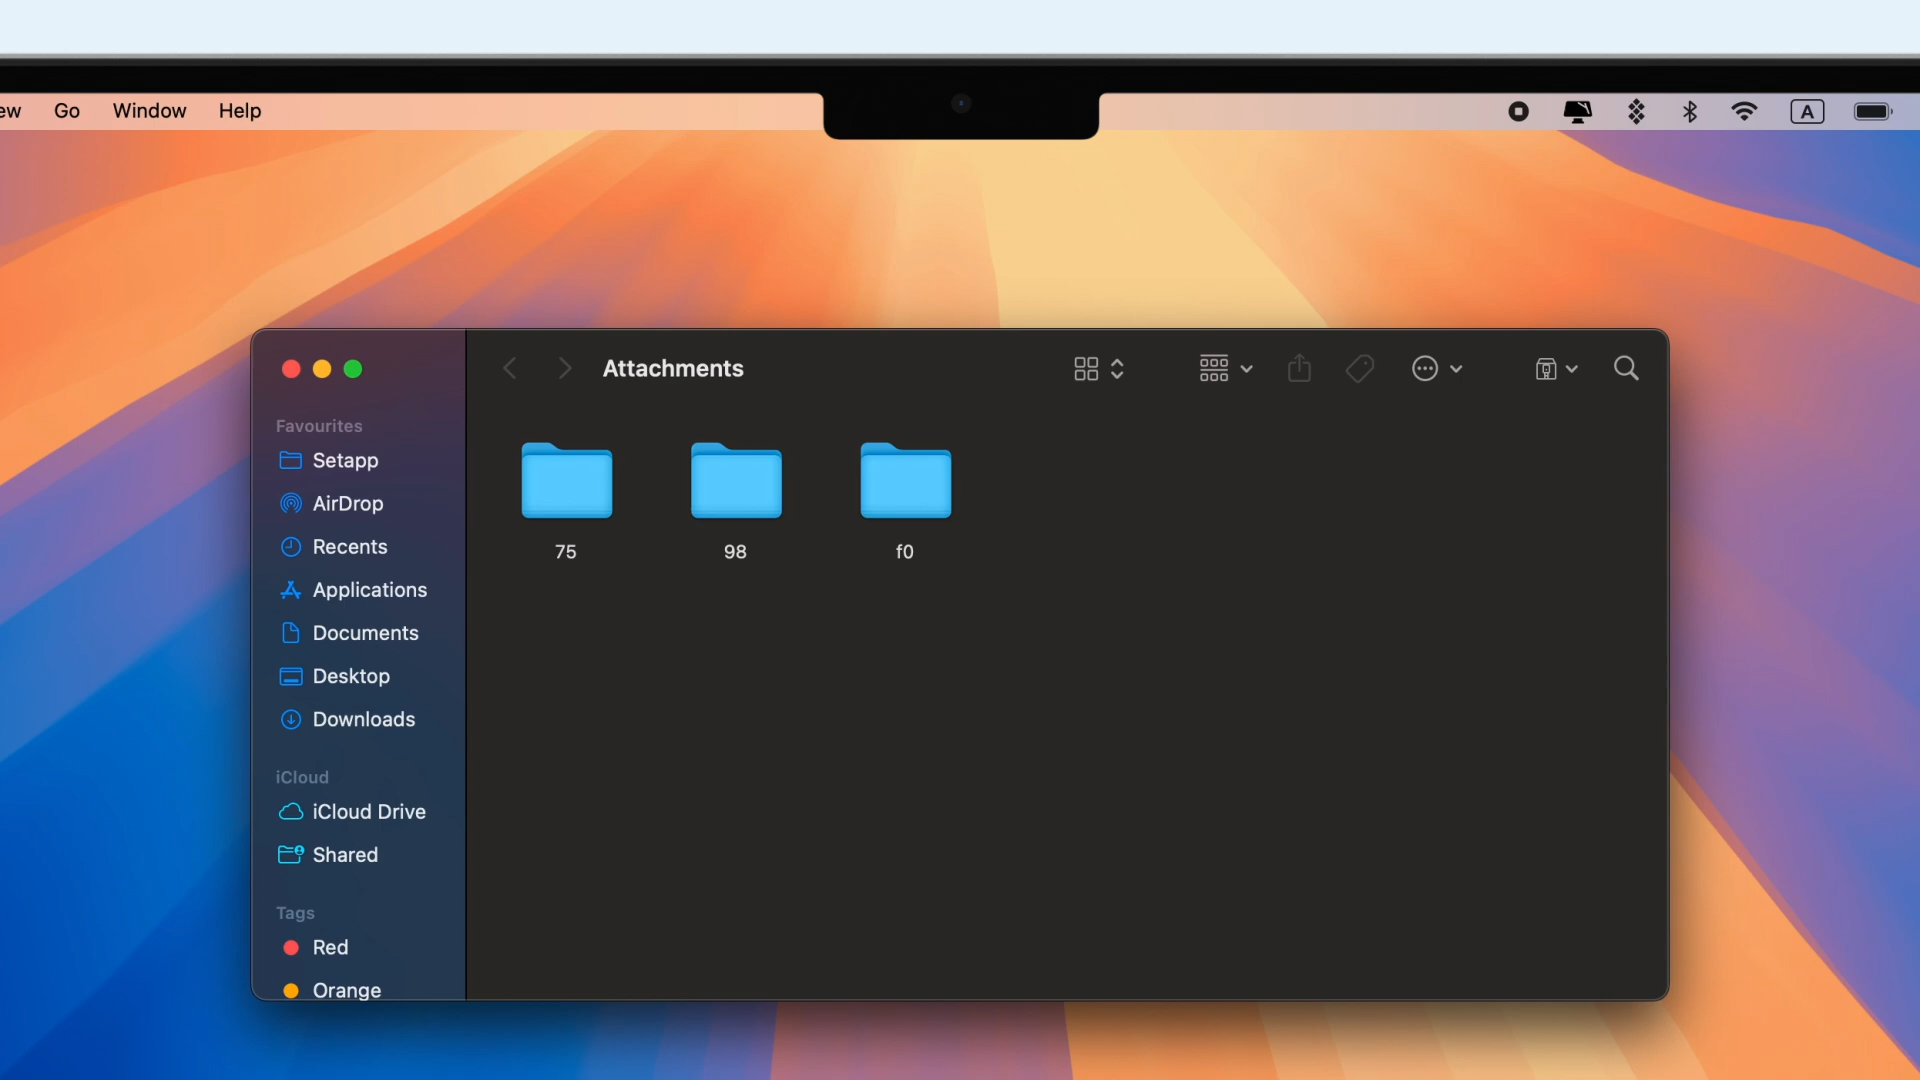 ew Go Window Help
A
Attachments
Favourites
Setapp
AirDrop
Recents
Applications
Documents
Desktop
Downloads
iCloud
iCloud Drive
Shared
Tags
Red
Orange
75 98 f0